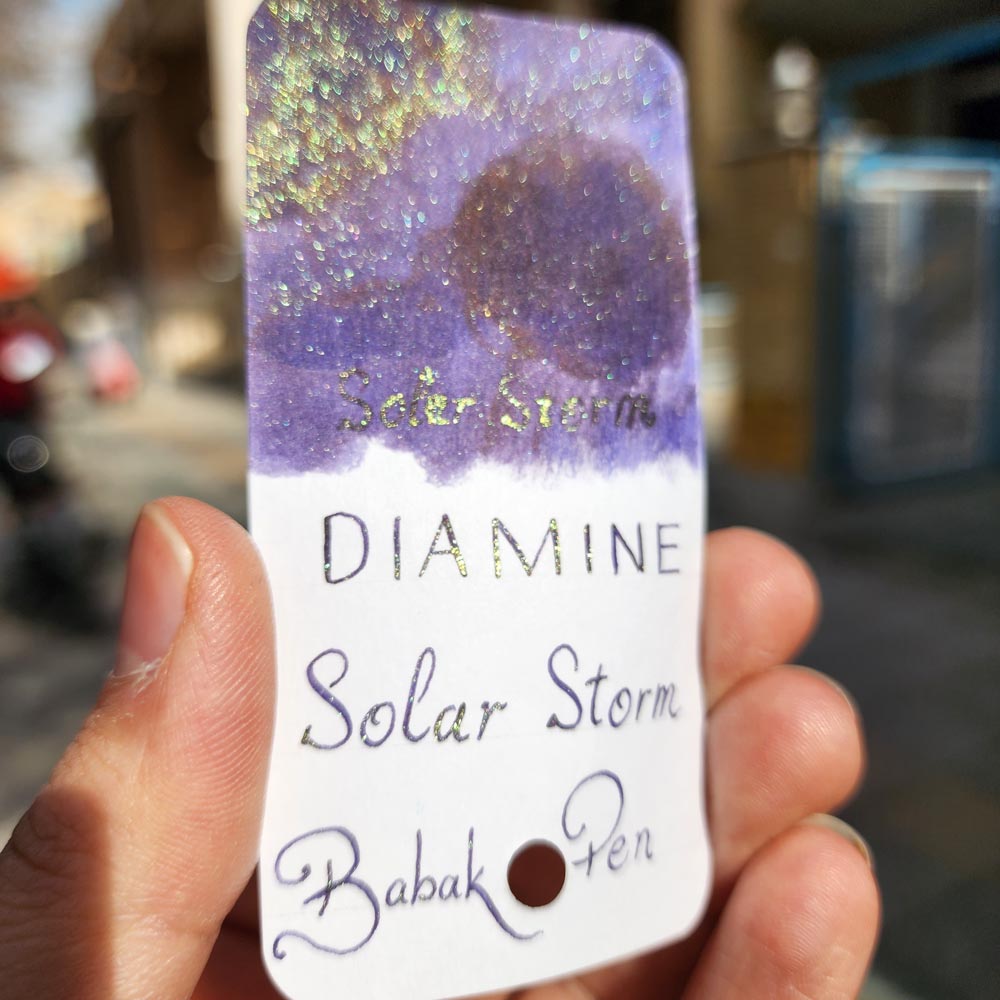 Solar Storm
DIAMINE
Solar Storm
Babak Pen